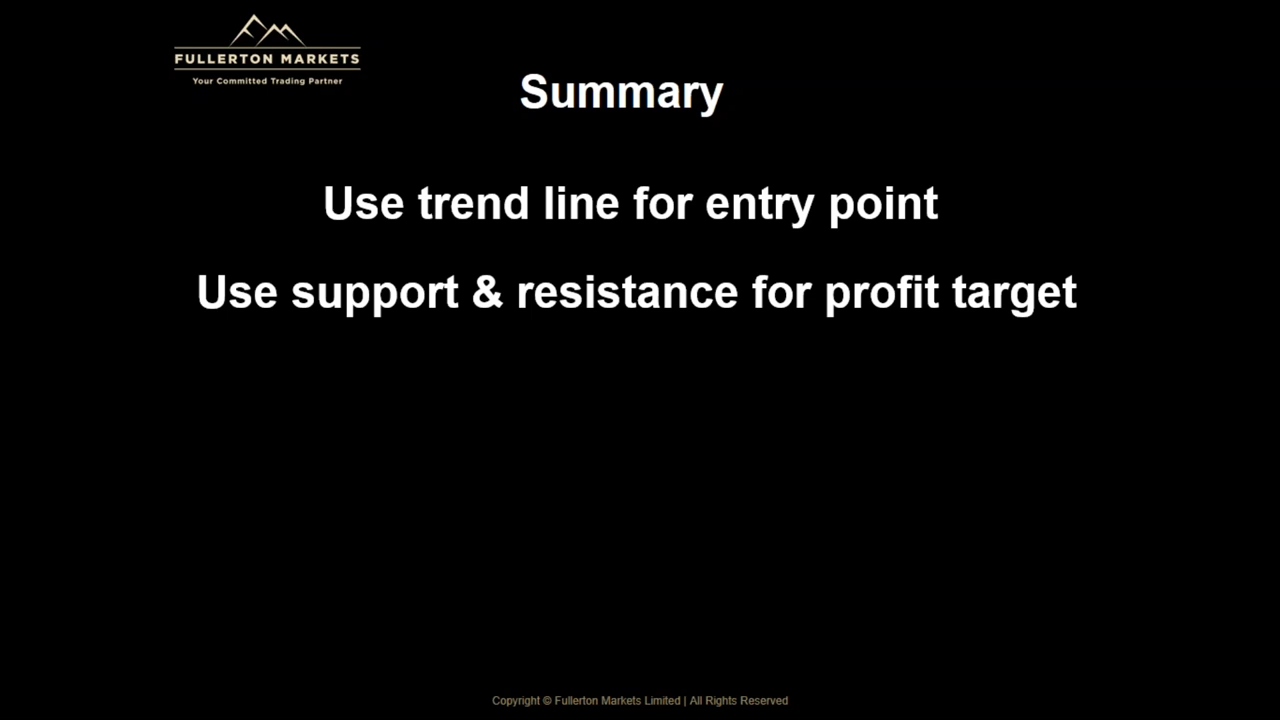 FULLERTON MARKETS
Your Committed Trading Partner
Summary
Use trend line for entry point
Use support & resistance for profit target
Copyright © Fullerton Markets Limited | All Rights Reserved